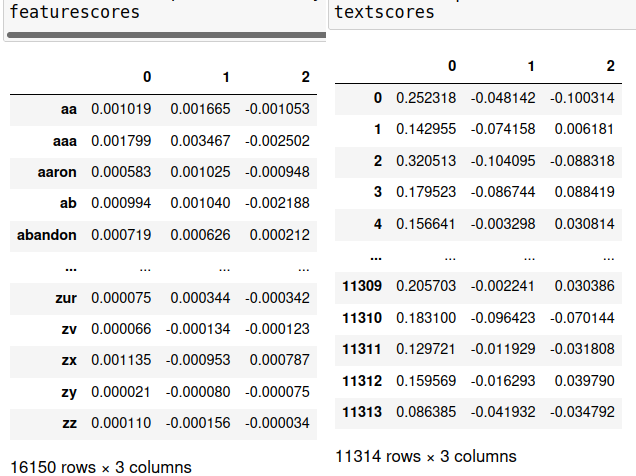 featurescores
0 1 2
aa 0.001019 0.001665 -0.001053
aaa 0.001799 0.003467 -0.002502
aaron 0.000583 0.001025 -0.000948
ab 0.000994 0.001040 -0.002188
abandon 0.000719 0.000626 0.000212
... ... ... ...
zur 0.000075 0.000344 -0.000342
zv 0.000066 -0.000134 -0.000123
zx 0.001135 -0.000953 0.000787
zy 0.000021 -0.000080 -0.000075
zz 0.000110 -0.000156 -0.000034
16150 rows × 3 columns
textscores
0 1 2
0 0.252318 -0.048142 -0.100314
1 0.142955 -0.074158 0.006181
2 0.320513 -0.104095 -0.088318
3 0.179523 -0.086744 0.088419
4 0.156641 -0.003298 0.030814
... ... ... ...
11309 0.205703 -0.002241 0.030386
11310 0.183100 -0.096423 -0.070144
11311 0.129721 -0.011929 -0.031808
11312 0.159569 -0.016293 0.039790
11313 0.086385 -0.041932 -0.034792
11314 rows × 3 columns